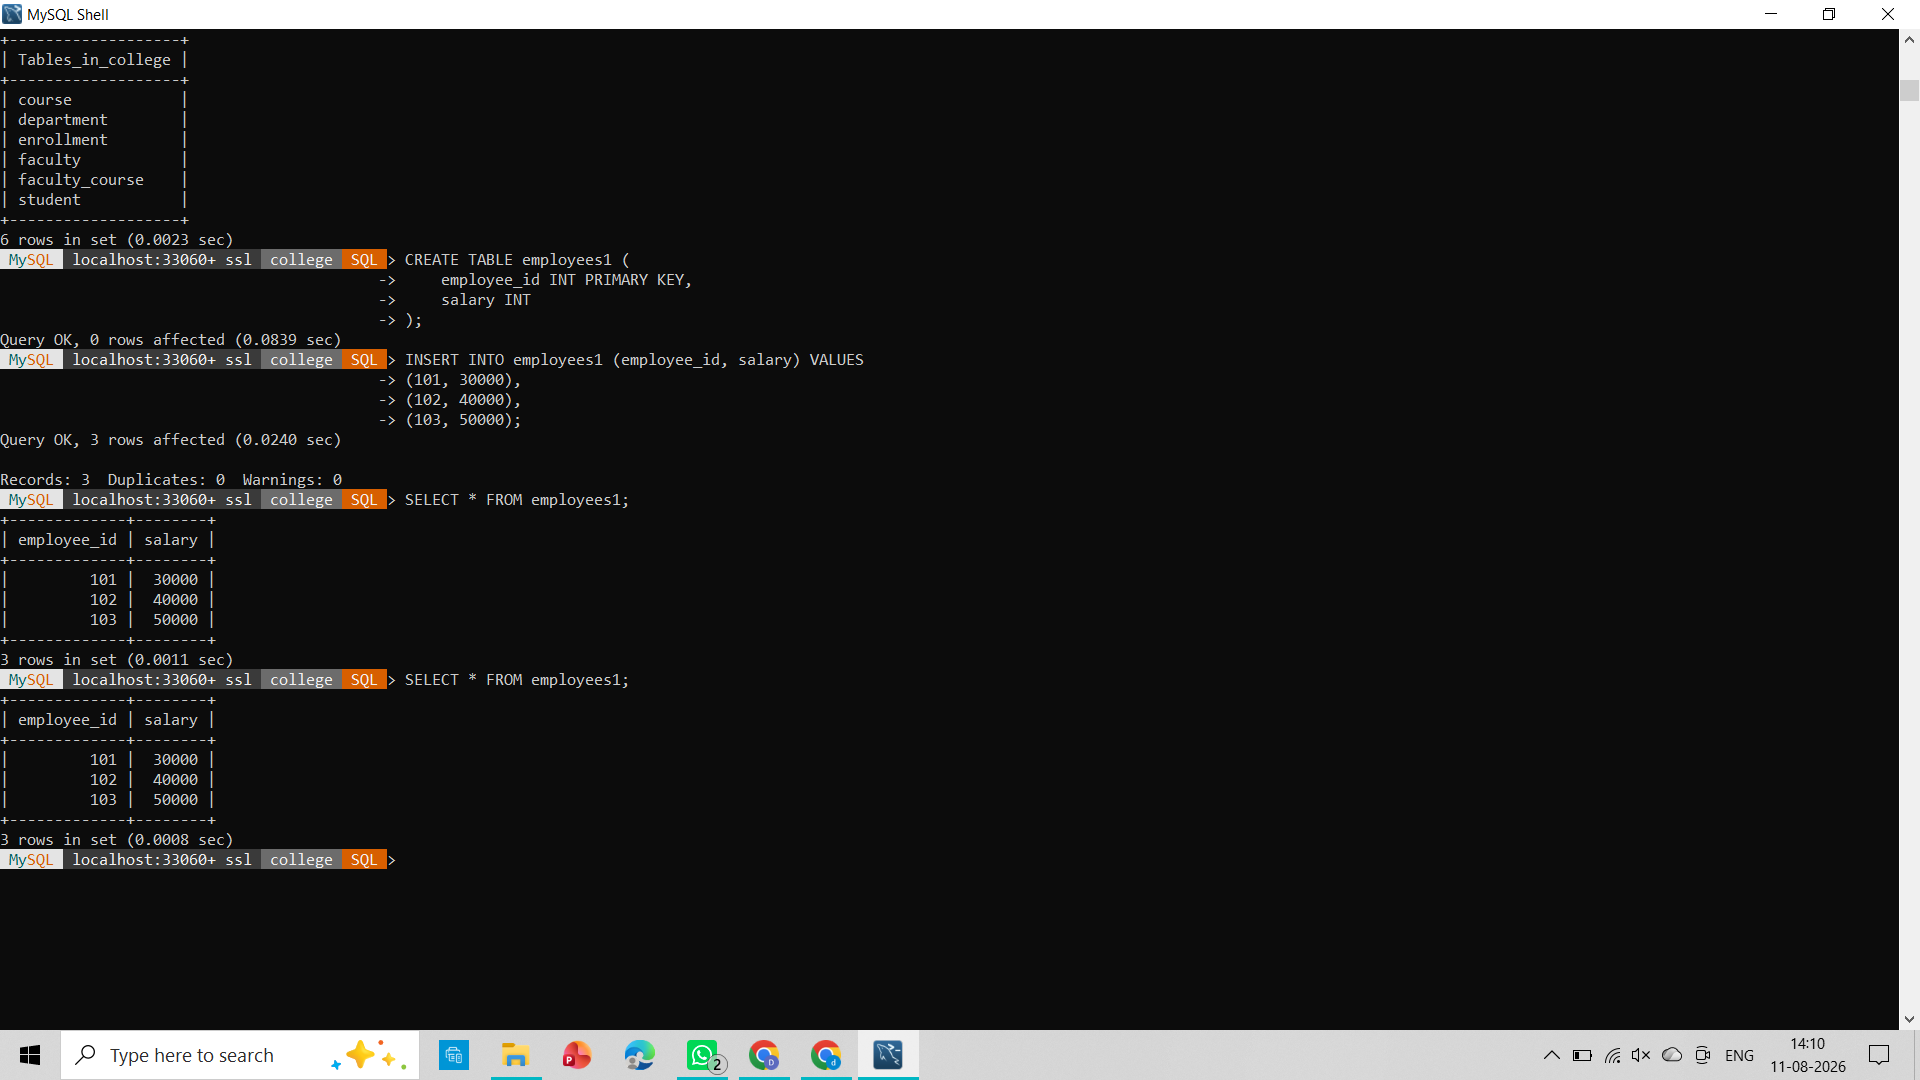 MySQL Shell
+-------------------+
| Tables_in_college |
+-------------------+
| course            |
| department        |
| enrollment        |
| faculty           |
| faculty_course    |
| student           |
+-------------------+
6 rows in set (0.0023 sec)
MySQL localhost:33060+ ssl college SQL > CREATE TABLE employees1 (
-> employee_id INT PRIMARY KEY,
-> salary INT
-> );
Query OK, 0 rows affected (0.0839 sec)
MySQL localhost:33060+ ssl college SQL > INSERT INTO employees1 (employee_id, salary) VALUES
-> (101, 30000),
-> (102, 40000),
-> (103, 50000);
Query OK, 3 rows affected (0.0240 sec)
Records: 3  Duplicates: 0  Warnings: 0
MySQL localhost:33060+ ssl college SQL > SELECT * FROM employees1;
+-------------+--------+
| employee_id | salary |
+-------------+--------+
|         101 |  30000 |
|         102 |  40000 |
|         103 |  50000 |
+-------------+--------+
3 rows in set (0.0011 sec)
MySQL localhost:33060+ ssl college SQL > SELECT * FROM employees1;
+-------------+--------+
| employee_id | salary |
+-------------+--------+
|         101 |  30000 |
|         102 |  40000 |
|         103 |  50000 |
+-------------+--------+
3 rows in set (0.0008 sec)
MySQL localhost:33060+ ssl college SQL >
Type here to search
P
2
D
d
ENG
14:10
11-08-2026